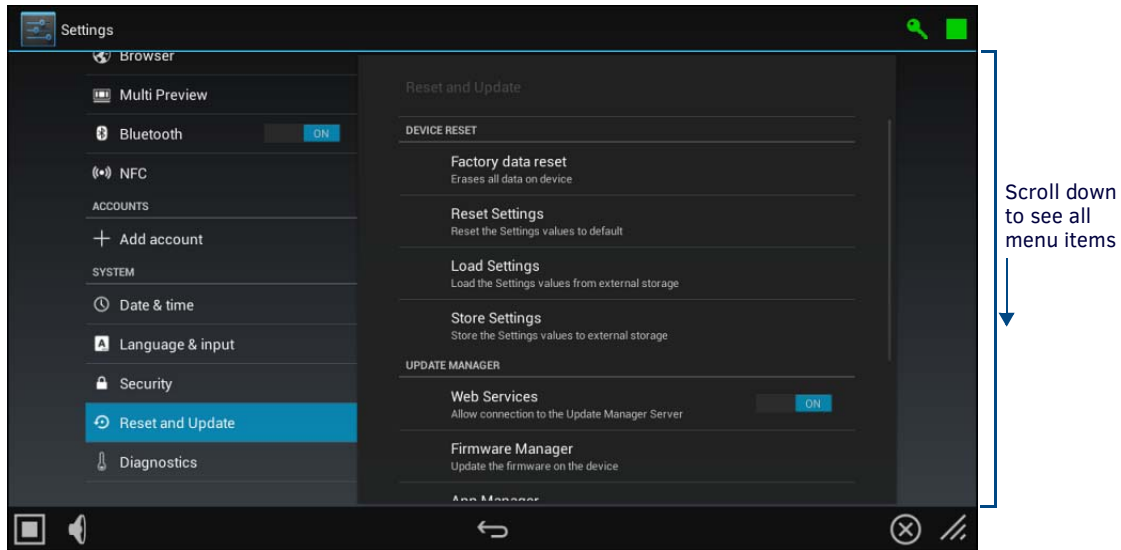 Settings
Browser
Multi Preview
Bluetooth
ON
NFC
ACCOUNTS
Add account
SYSTEM
Date & time
A Language & input
Security
Reset and Update
Diagnostics
Reset and Update
DEVICE RESET
Factory data reset
Erases all data on device
Reset Settings
Reset the Settings values to default
Load Settings
Load the Settings values from external storage
Store Settings
Store the Settings values to external storage
UPDATE MANAGER
Web Services
Allow connection to the Update Manager Server
ON
Firmware Manager
Update the firmware on the device
App Manager
Scroll down
to see all
menu items